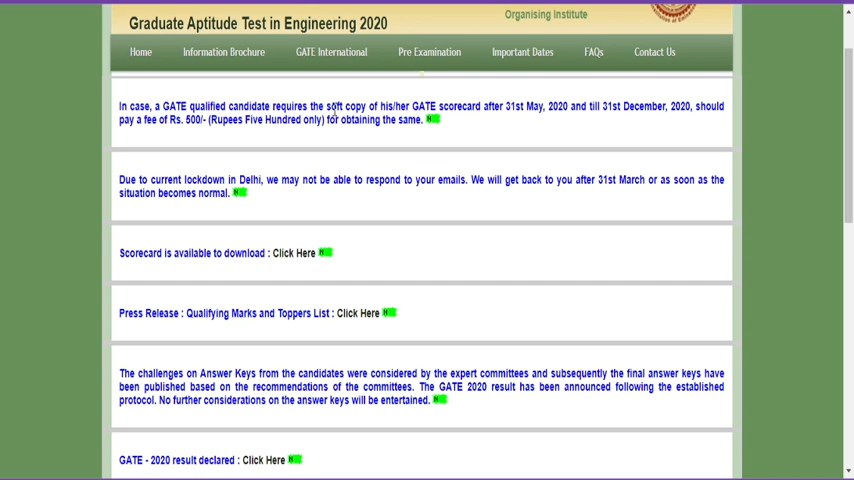 Organising Institute
Graduate Aptitude Test in Engineering 2020
Home Information Brochure GATE International Pre Examination Important Dates FAQs Contact Us
In case, a GATE qualified candidate requires the soft copy of his/her GATE scorecard after 31st May, 2020 and till 31st December, 2020, should
pay a fee of Rs. 500/- (Rupees Five Hundred only) for obtaining the same.
Due to current lockdown in Delhi, we may not be able to respond to your emails. We will get back to you after 31st March or as soon as the
situation becomes normal.
Scorecard is available to download : Click Here
Press Release : Qualifying Marks and Toppers List : Click Here
The challenges on Answer Keys from the candidates were considered by the expert committees and subsequently the final answer keys have
been published based on the recommendations of the committees. The GATE 2020 result has been announced following the established
protocol. No further considerations on the answer keys will be entertained.
GATE - 2020 result declared : Click Here